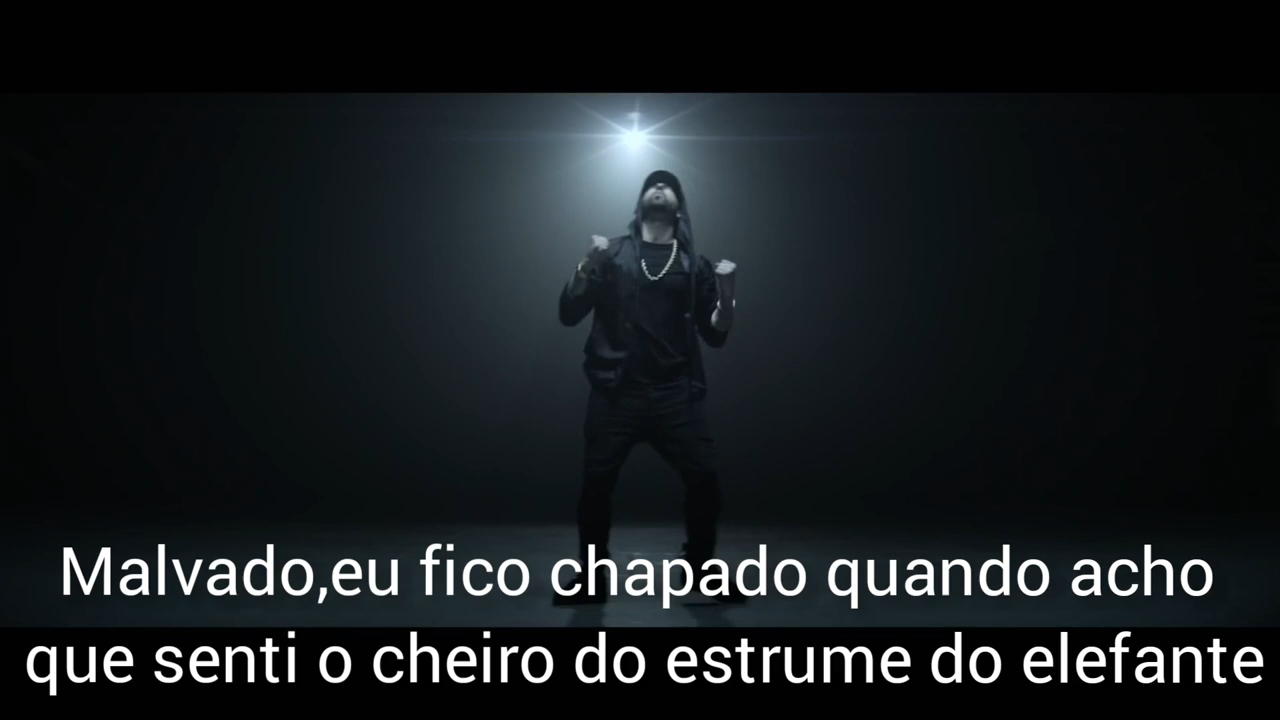 Malvado,eu fico chapado quando acho
que senti o cheiro do estrume do elefante